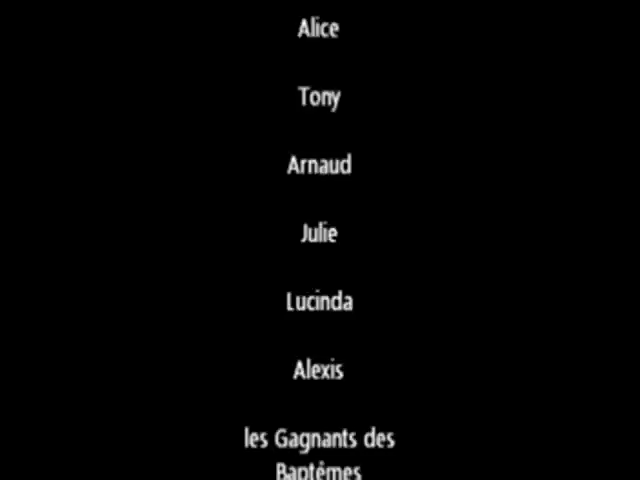 Alice
Tony
Arnaud
Julie
Lucinda
Alexis
les Gagnants des
Baptêmes